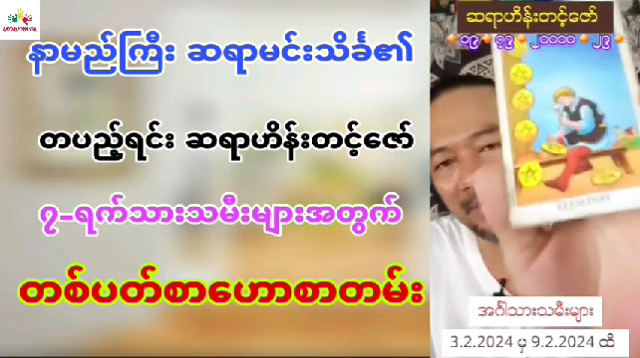 နာမည်ကြီး ဆရာမင်းသိင်္ခ၏
တပည့်ရင်း ဆရာဟိန်းတင့်ဇော်
၇-ရက်သားသမီးများအတွက်
တစ်ပတ်စာဟောစာတမ်း
ဆရာဟိန်းတင့်ဇော်
အင်္ဂါသားသမီးများ
3.2.2024 မှ 9.2.2024 ထိ